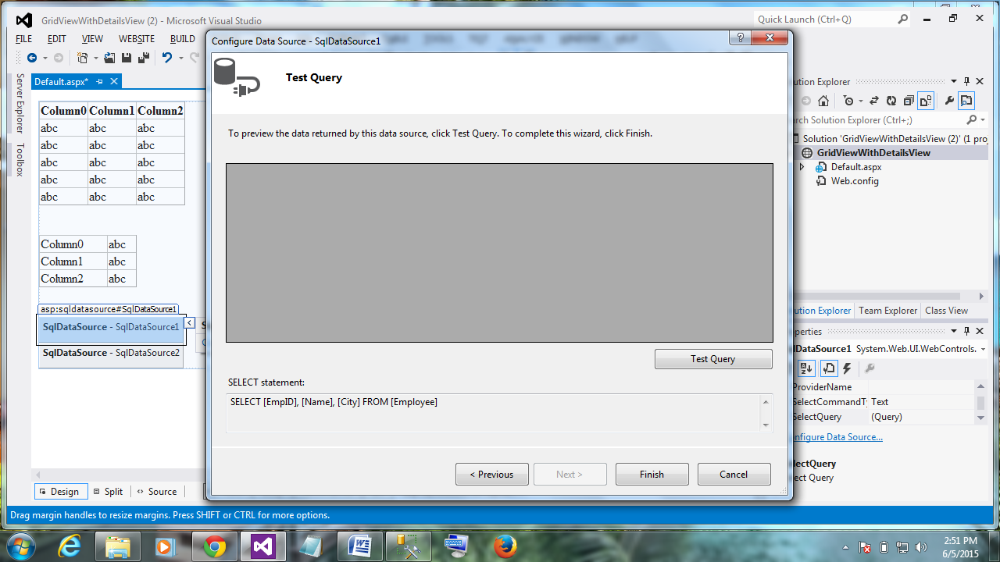 GridViewWithDetailsView (2) - Microsoft Visual Studio
Quick Launch (Ctrl+Q)
FILE EDIT VIEW WEBSITE BUILD
Default.aspx*
Server Explorer
Toolbox
Column0 Column1 Column2
abc abc abc
abc abc abc
abc abc abc
abc abc abc
abc abc abc
Column0 abc
Column1 abc
Column2 abc
asp:sqldatasource#SqlDataSource1
SqlDataSource - SqlDataSource1
SqlDataSource - SqlDataSource2
Design Split Source
Configure Data Source - SqlDataSource1
Test Query
To preview the data returned by this data source, click Test Query. To complete this wizard, click Finish.
Test Query
SELECT statement:
SELECT [EmpID], [Name], [City] FROM [Employee]
< Previous Next > Finish Cancel
ution Explorer
rch Solution Explorer (Ctrl+;)
Solution 'GridViewWithDetailsView (2)' (1 proj
GridViewWithDetailsView
Default.aspx
Web.config
ution Explorer Team Explorer Class View
perties
lDataSource1 System.Web.UI.WebControls.
ProviderName
SelectCommandT Text
SelectQuery (Query)
nfigure Data Source...
lectQuery
ect Query
Drag margin handles to resize margins. Press SHIFT or CTRL for more options.
2:51 PM
6/5/2015